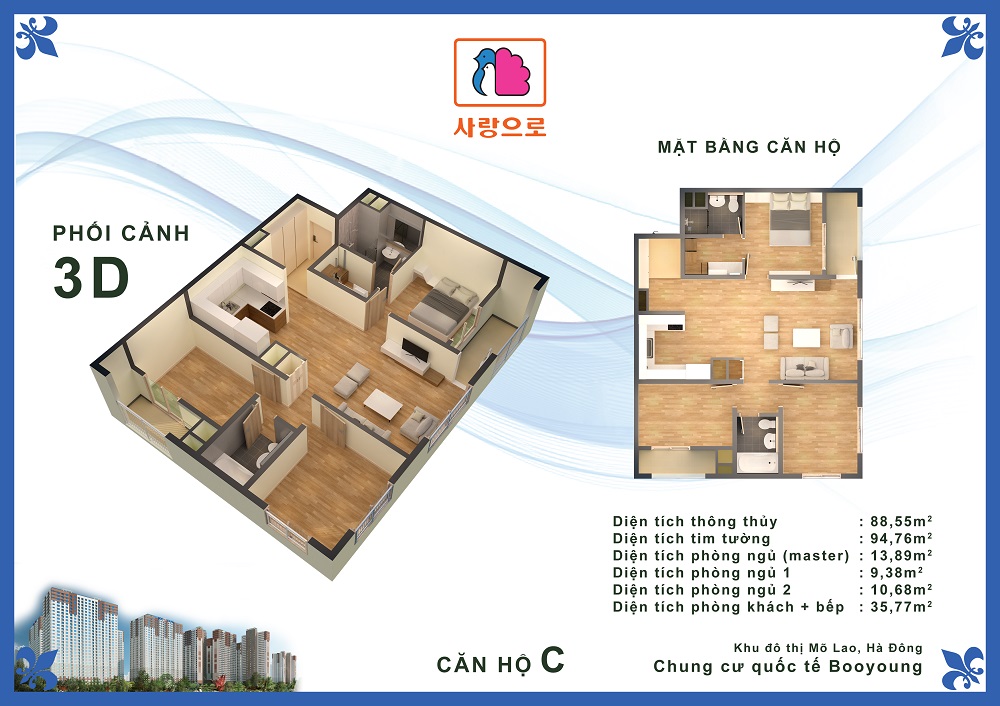 사랑으로
MẶT BẰNG CĂN HỘ
PHỐI CẢNH
3D
Diện tích thông thủy : 88,55m²
Diện tích tim tường : 94,76m²
Diện tích phòng ngủ (master) : 13,89m²
Diện tích phòng ngủ 1 : 9,38m²
Diện tích phòng ngủ 2 : 10,68m²
Diện tích phòng khách + bếp : 35,77m²
CĂN HỘ C
Khu đô thị Mỗ Lao, Hà Đông
Chung cư quốc tế Booyoung